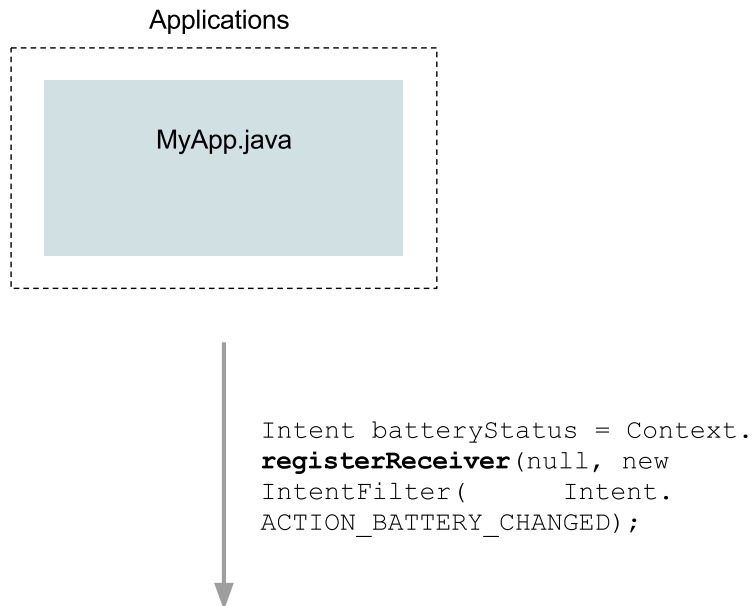 Applications
MyApp.java
Intent batteryStatus = Context.
registerReceiver(null, new
IntentFilter(      Intent.
ACTION_BATTERY_CHANGED);